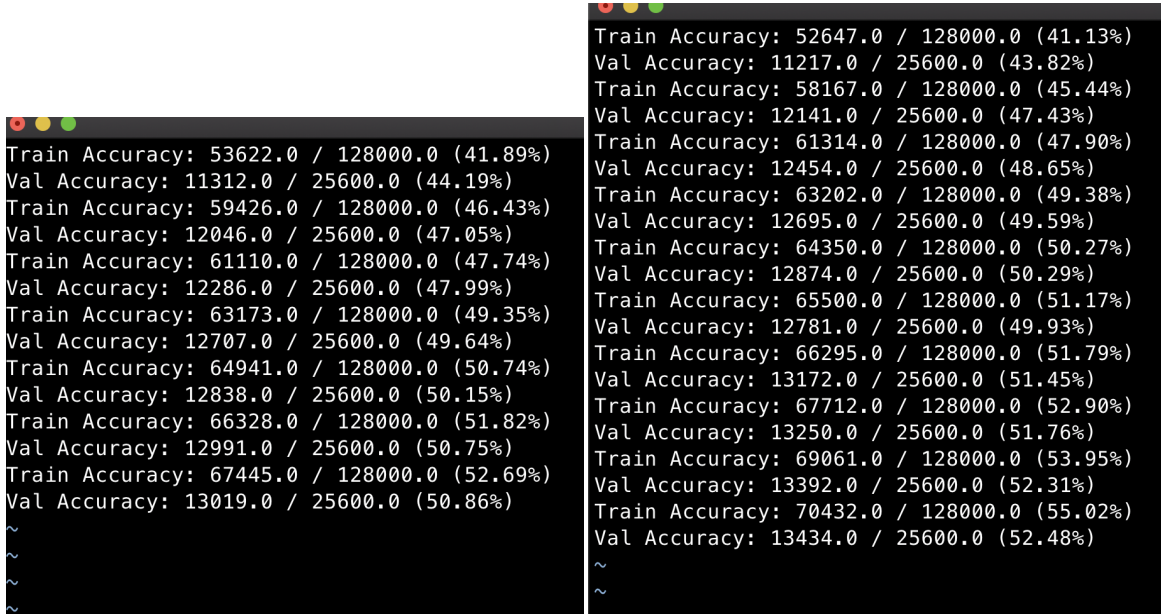 Train Accuracy: 53622.0 / 128000.0 (41.89%)
Val Accuracy: 11312.0 / 25600.0 (44.19%)
Train Accuracy: 59426.0 / 128000.0 (46.43%)
Val Accuracy: 12046.0 / 25600.0 (47.05%)
Train Accuracy: 61110.0 / 128000.0 (47.74%)
Val Accuracy: 12286.0 / 25600.0 (47.99%)
Train Accuracy: 63173.0 / 128000.0 (49.35%)
Val Accuracy: 12707.0 / 25600.0 (49.64%)
Train Accuracy: 64941.0 / 128000.0 (50.74%)
Val Accuracy: 12838.0 / 25600.0 (50.15%)
Train Accuracy: 66328.0 / 128000.0 (51.82%)
Val Accuracy: 12991.0 / 25600.0 (50.75%)
Train Accuracy: 67445.0 / 128000.0 (52.69%)
Val Accuracy: 13019.0 / 25600.0 (50.86%)
~
~
~
~
Train Accuracy: 52647.0 / 128000.0 (41.13%)
Val Accuracy: 11217.0 / 25600.0 (43.82%)
Train Accuracy: 58167.0 / 128000.0 (45.44%)
Val Accuracy: 12141.0 / 25600.0 (47.43%)
Train Accuracy: 61314.0 / 128000.0 (47.90%)
Val Accuracy: 12454.0 / 25600.0 (48.65%)
Train Accuracy: 63202.0 / 128000.0 (49.38%)
Val Accuracy: 12695.0 / 25600.0 (49.59%)
Train Accuracy: 64350.0 / 128000.0 (50.27%)
Val Accuracy: 12874.0 / 25600.0 (50.29%)
Train Accuracy: 65500.0 / 128000.0 (51.17%)
Val Accuracy: 12781.0 / 25600.0 (49.93%)
Train Accuracy: 66295.0 / 128000.0 (51.79%)
Val Accuracy: 13172.0 / 25600.0 (51.45%)
Train Accuracy: 67712.0 / 128000.0 (52.90%)
Val Accuracy: 13250.0 / 25600.0 (51.76%)
Train Accuracy: 69061.0 / 128000.0 (53.95%)
Val Accuracy: 13392.0 / 25600.0 (52.31%)
Train Accuracy: 70432.0 / 128000.0 (55.02%)
Val Accuracy: 13434.0 / 25600.0 (52.48%)
~
~